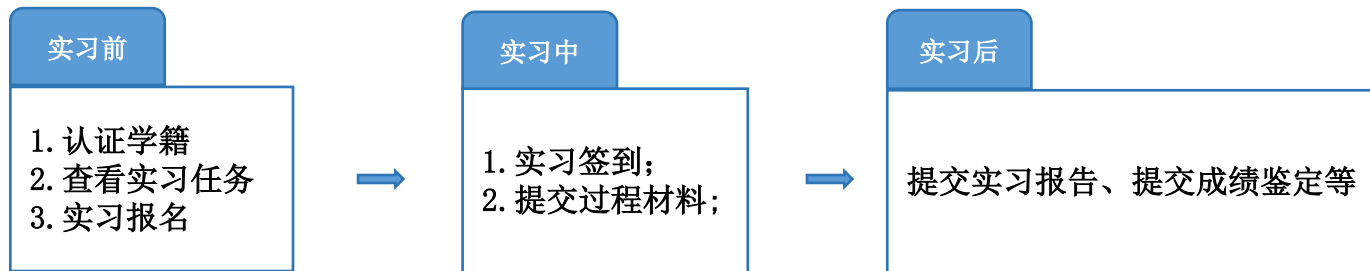 实习前
1.认证学籍
2.查看实习任务
3.实习报名
实习中
1.实习签到；
2.提交过程材料；
实习后
提交实习报告、提交成绩鉴定等